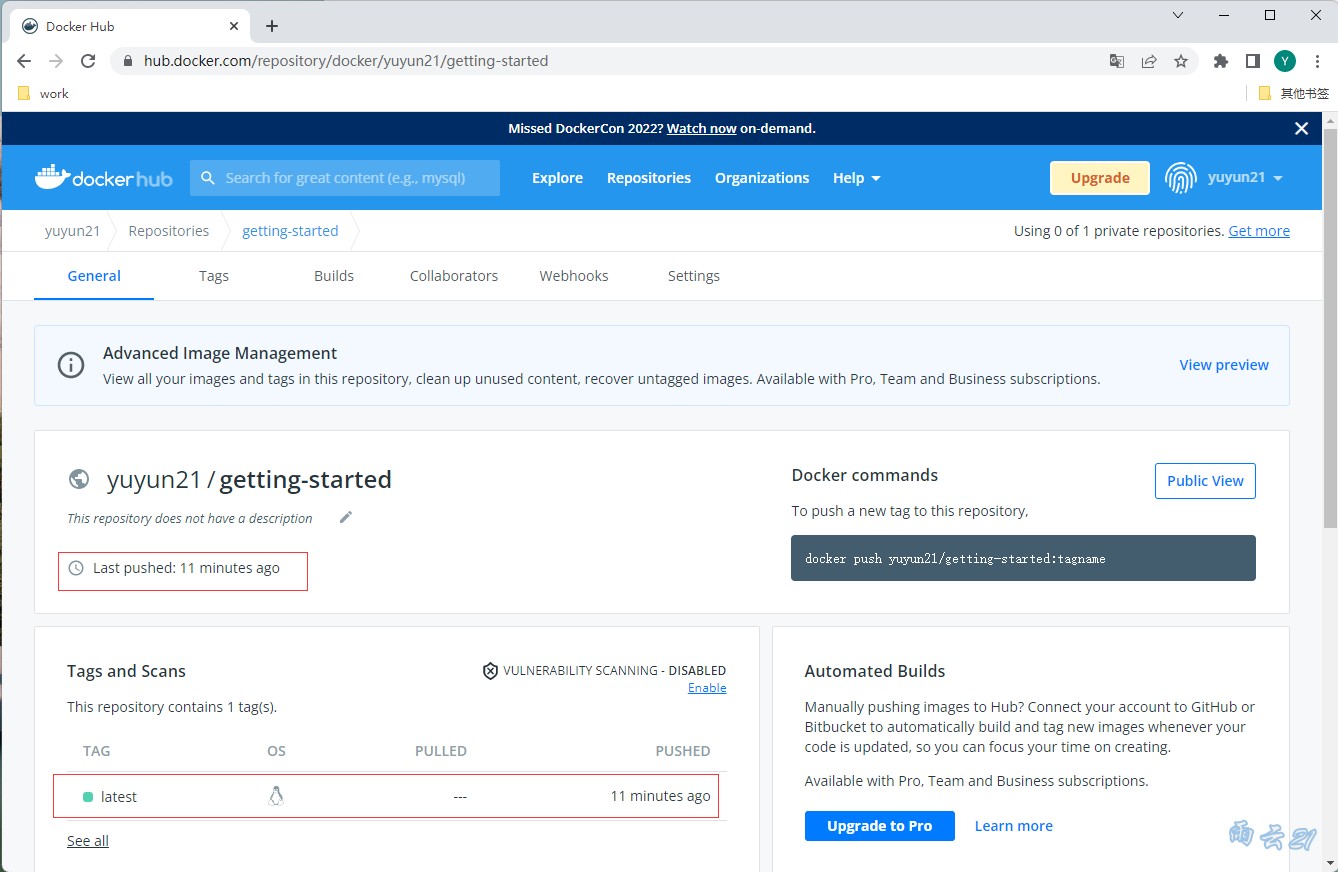 Docker Hub
hub.docker.com/repository/docker/yuyun21/getting-started
Y
work
其他书签
Missed DockerCon 2022? Watch now on-demand.
docker hub
Search for great content (e.g., mysql)
Explore
Repositories
Organizations
Help
Upgrade
yuyun21
yuyun21
Repositories
getting-started
Using 0 of 1 private repositories. Get more
General
Tags
Builds
Collaborators
Webhooks
Settings
Advanced Image Management
View all your images and tags in this repository, clean up unused content, recover untagged images. Available with Pro, Team and Business subscriptions.
View preview
yuyun21 / getting-started
This repository does not have a description
Last pushed: 11 minutes ago
Docker commands
Public View
To push a new tag to this repository,
docker push yuyun21/getting-started:tagname
Tags and Scans
VULNERABILITY SCANNING - DISABLED
Enable
This repository contains 1 tag(s).
TAG OS PULLED PUSHED
latest --- 11 minutes ago
See all
Automated Builds
Manually pushing images to Hub? Connect your account to GitHub or
Bitbucket to automatically build and tag new images whenever your
code is updated, so you can focus your time on creating.
Available with Pro, Team and Business subscriptions.
Upgrade to Pro
Learn more
雨云21